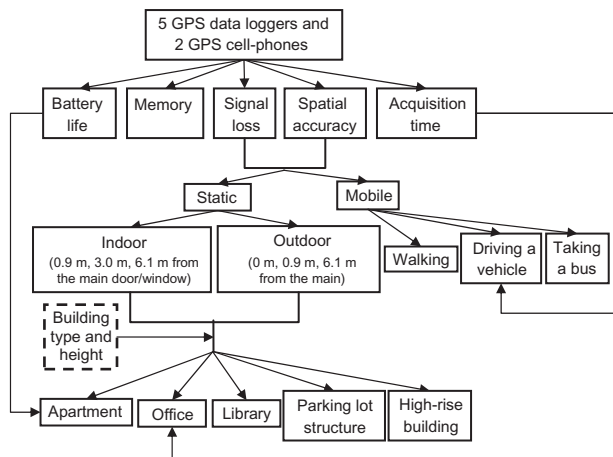 5 GPS data loggers and
2 GPS cell-phones
Battery
life
Memory
Signal
loss
Spatial
accuracy
Acquisition
time
Static
Mobile
Indoor
(0.9 m, 3.0 m, 6.1 m from
the main door/window)
Outdoor
(0 m, 0.9 m, 6.1 m
from the main)
Walking
Driving a
vehicle
Taking
a bus
Building
type and
height
Apartment
Office
Library
Parking lot
structure
High-rise
building